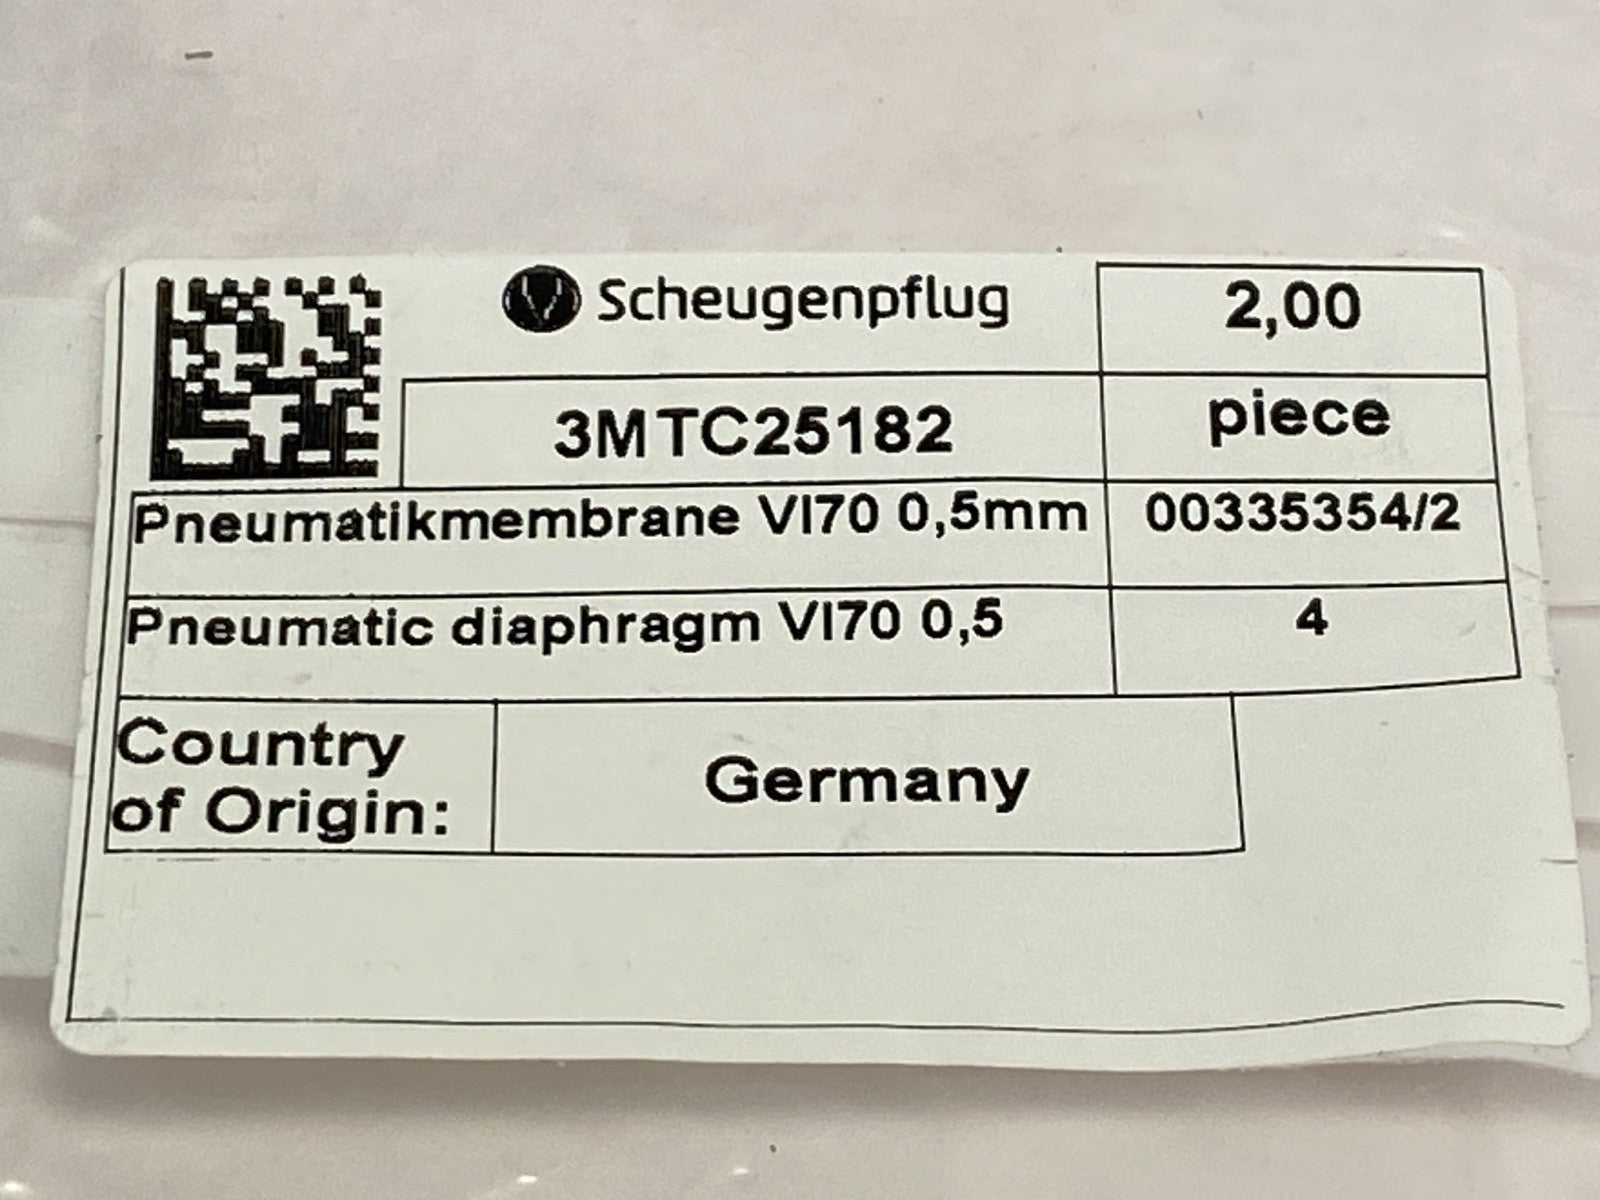 Scheugenpflug
2,00
3MTC25182
piece
Pneumatikmembrane VI70 0,5mm
00335354/2
Pneumatic diaphragm VI70 0,5
4
Country
of Origin:
Germany